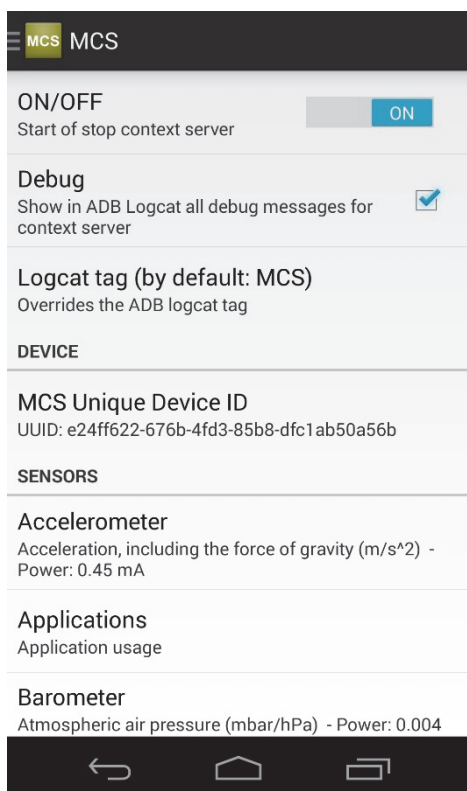 MCS MCS
ON/OFF
Start of stop context server
ON
Debug
Show in ADB Logcat all debug messages for
context server
Logcat tag (by default: MCS)
Overrides the ADB logcat tag
DEVICE
MCS Unique Device ID
UUID: e24ff622-676b-4fd3-85b8-dfc1ab50a56b
SENSORS
Accelerometer
Acceleration, including the force of gravity (m/s^2) -
Power: 0.45 mA
Applications
Application usage
Barometer
Atmospheric air pressure (mbar/hPa) - Power: 0.004